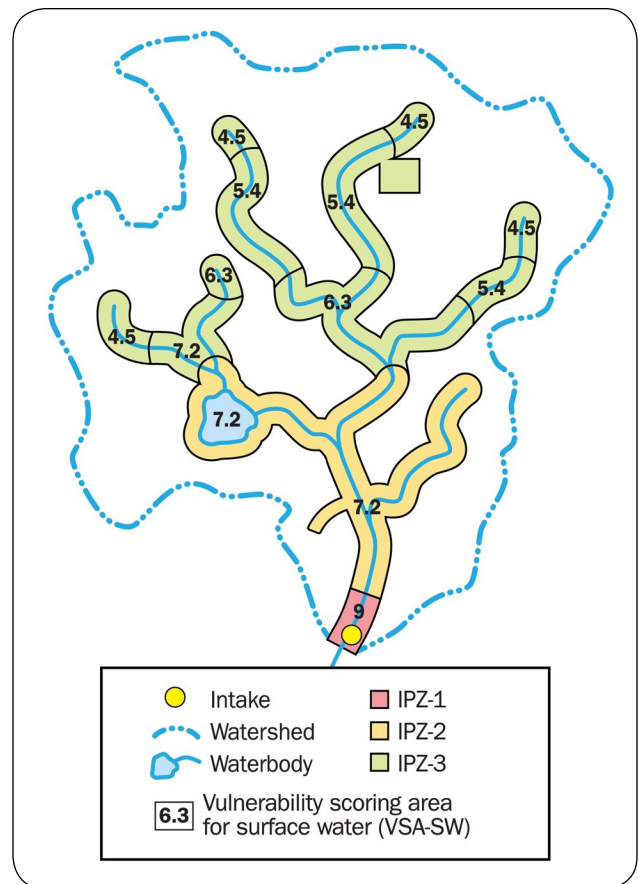 4.5
4.5
5.4
5.4
4.5
6.3
5.4
6.3
4.5
7.2
7.2
7.2
9
Intake
Watershed
Waterbody
IPZ-1
IPZ-2
IPZ-3
6.3
Vulnerability scoring area
for surface water (VSA-SW)